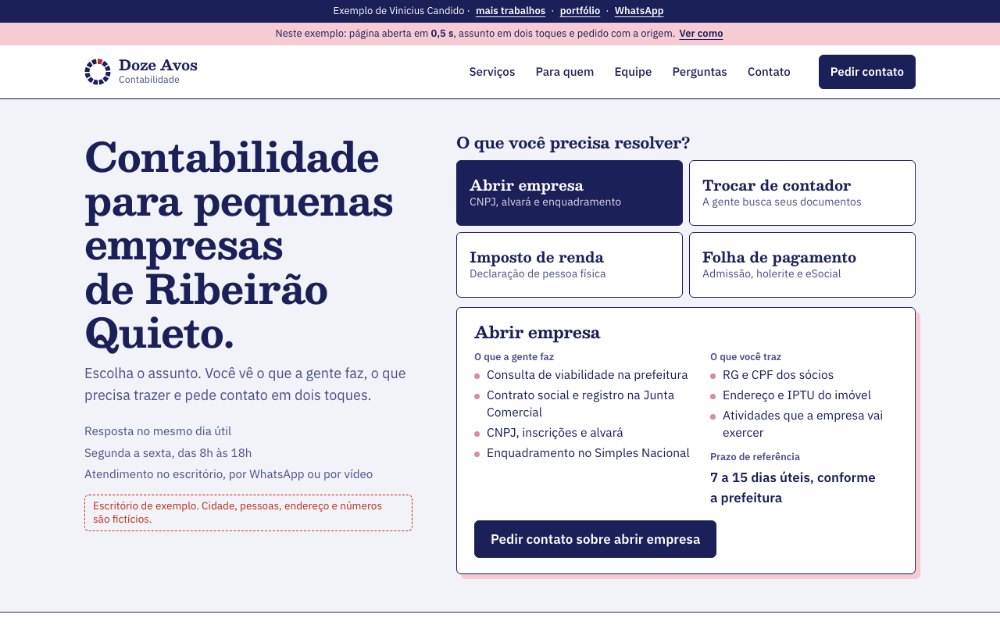 Exemplo de Vinicius Candido · mais trabalhos · portfólio · WhatsApp
Neste exemplo: página aberta em 0,5 s, assunto em dois toques e pedido com a origem. Ver como
Doze Avos
Contabilidade
Serviços Para quem Equipe Perguntas Contato Pedir contato
Contabilidade
para pequenas
empresas
de Ribeirão
Quieto.
Escolha o assunto. Você vê o que a gente faz, o que
precisa trazer e pede contato em dois toques.
Resposta no mesmo dia útil
Segunda a sexta, das 8h às 18h
Atendimento no escritório, por WhatsApp ou por vídeo
Escritório de exemplo. Cidade, pessoas, endereço e números
são fictícios.
O que você precisa resolver?
Abrir empresa
CNPJ, alvará e enquadramento
Trocar de contador
A gente busca seus documentos
Imposto de renda
Declaração de pessoa física
Folha de pagamento
Admissão, holerite e eSocial
Abrir empresa
O que a gente faz
Consulta de viabilidade na prefeitura
Contrato social e registro na Junta
Comercial
CNPJ, inscrições e alvará
Enquadramento no Simples Nacional
O que você traz
RG e CPF dos sócios
Endereço e IPTU do imóvel
Atividades que a empresa vai
exercer
Prazo de referência
7 a 15 dias úteis, conforme
a prefeitura
Pedir contato sobre abrir empresa